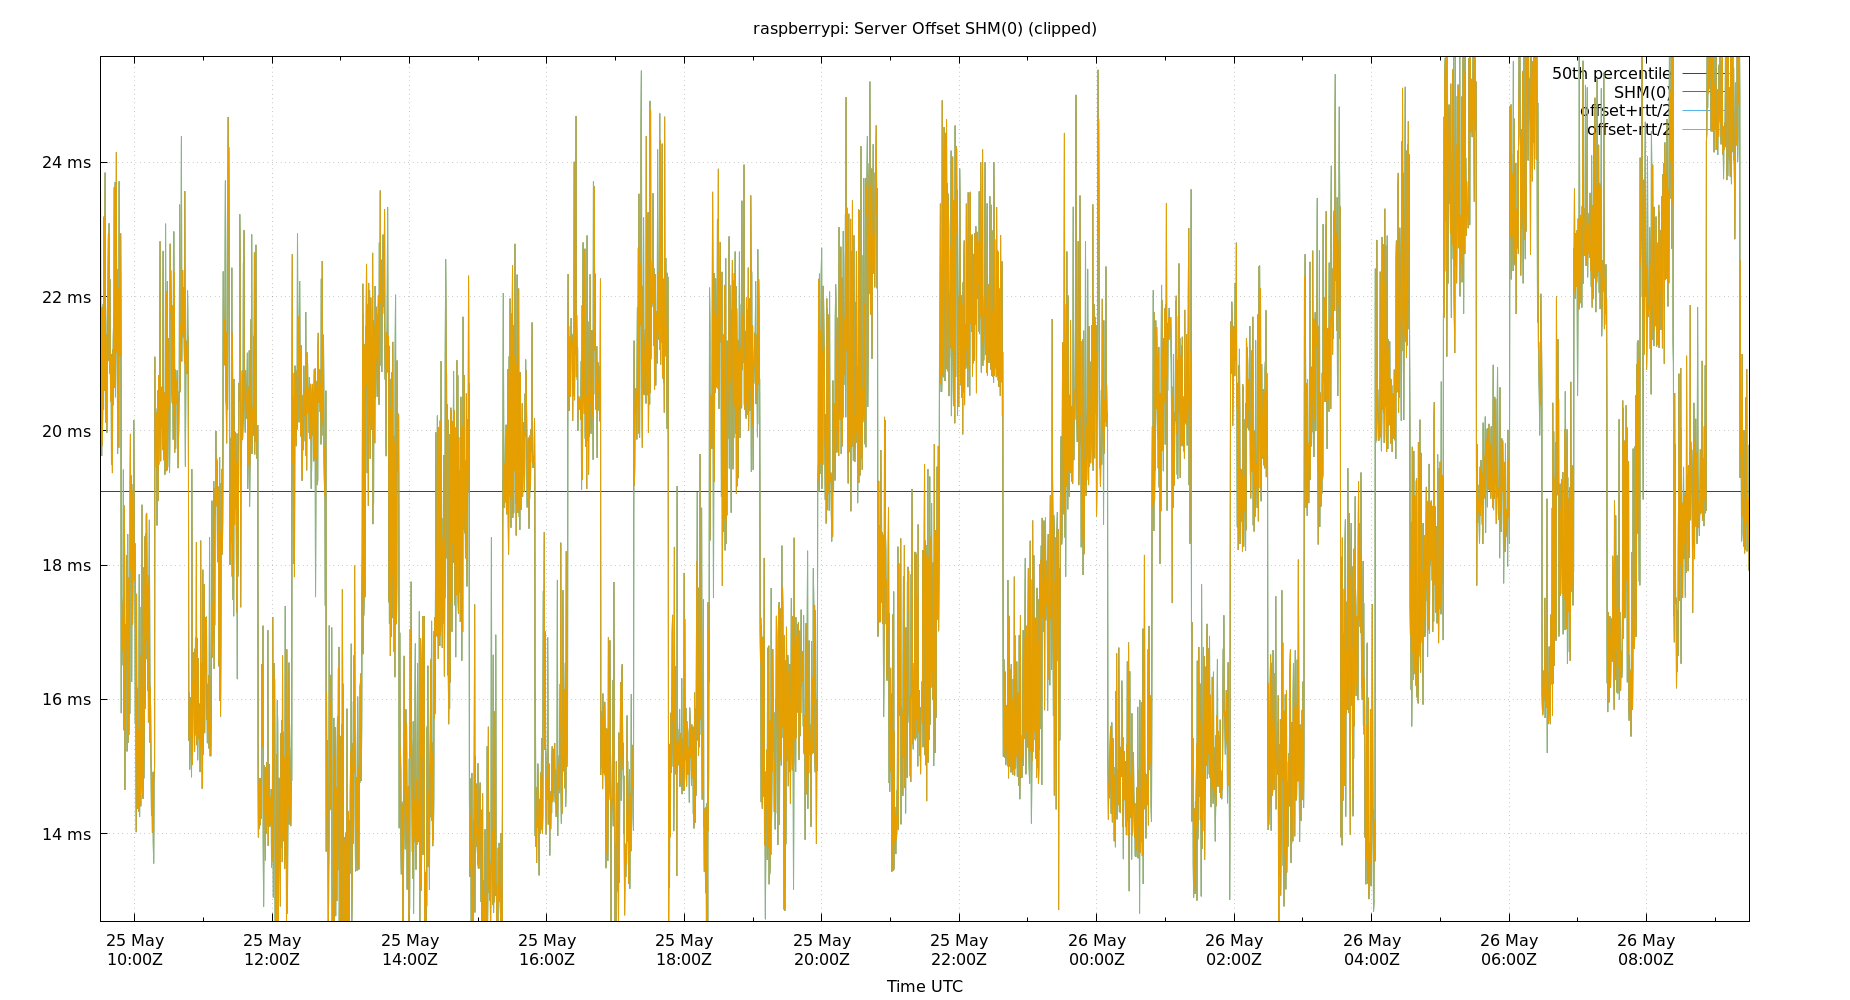 raspberrypi: Server Offset SHM(0) (clipped)
50th percentile
SHM(0)
offset+rtt/2
offset-rtt/2
24 ms
22 ms
20 ms
18 ms
16 ms
14 ms
25 May 25 May 25 May 25 May 25 May 25 May 25 May 26 May 26 May 26 May 26 May 26 May
10:00Z 12:00Z 14:00Z 16:00Z 18:00Z 20:00Z 22:00Z 00:00Z 02:00Z 04:00Z 06:00Z 08:00Z
Time UTC